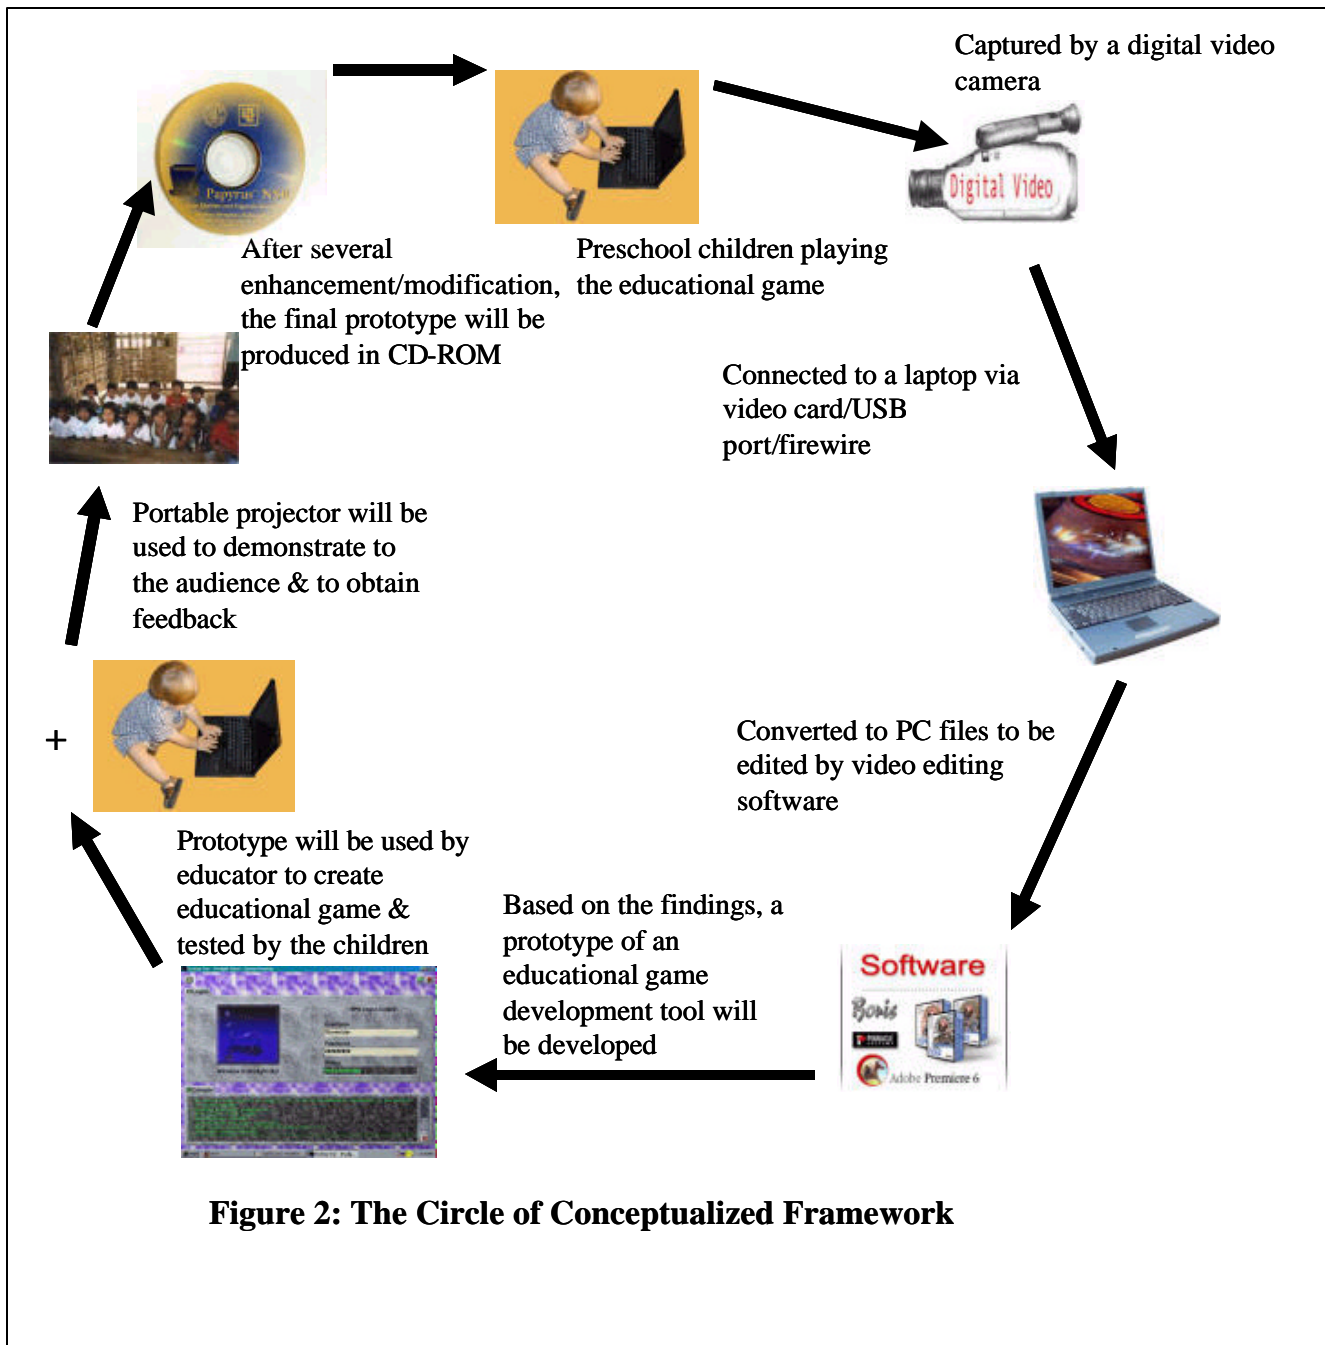 Captured by a digital video
camera
Digital Video
Papyrus
After several
enhancement/modification,
the final prototype will be
produced in CD-ROM
Preschool children playing
the educational game
Connected to a laptop via
video card/USB
port/firewire
Portable projector will be
used to demonstrate to
the audience & to obtain
feedback
Converted to PC files to be
edited by video editing
software
+
Prototype will be used by
educator to create
educational game &
tested by the children
Based on the findings, a
prototype of an
educational game
development tool will
be developed
Software
Boris
Adobe Premiere 6
Figure 2: The Circle of Conceptualized Framework